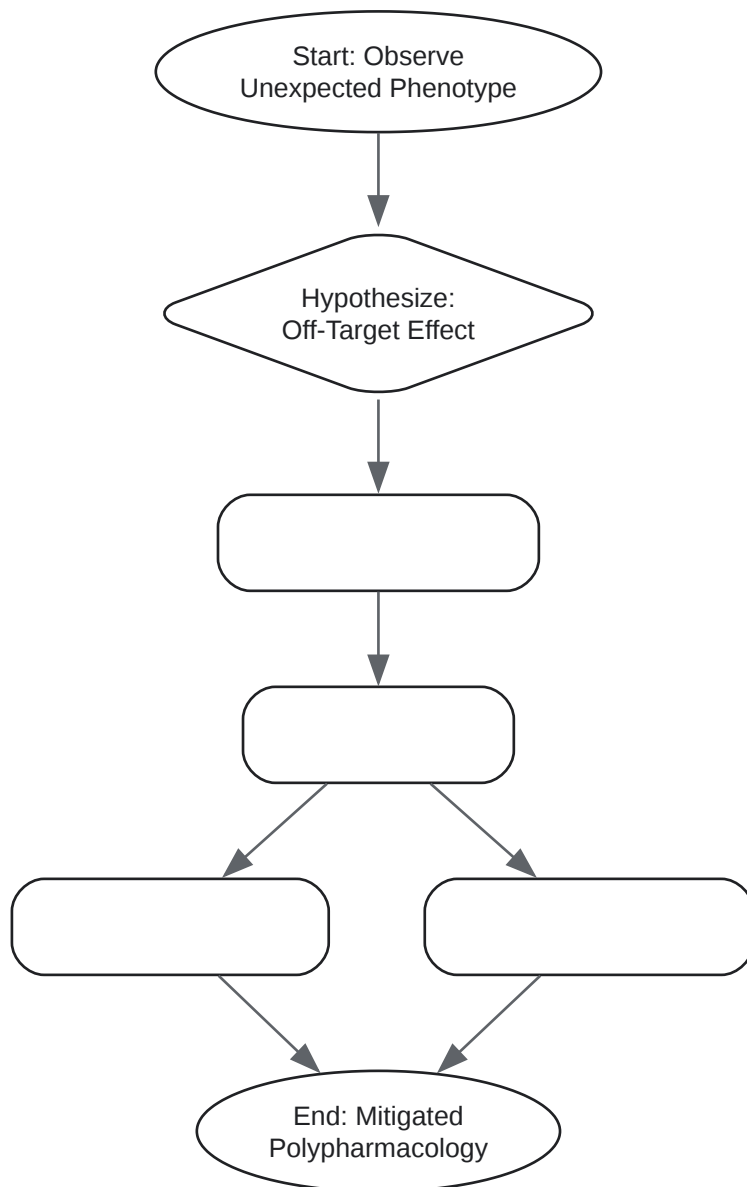 Start: Observe
Unexpected Phenotype
Hypothesize:
Off-Target Effect
End: Mitigated
Polypharmacology